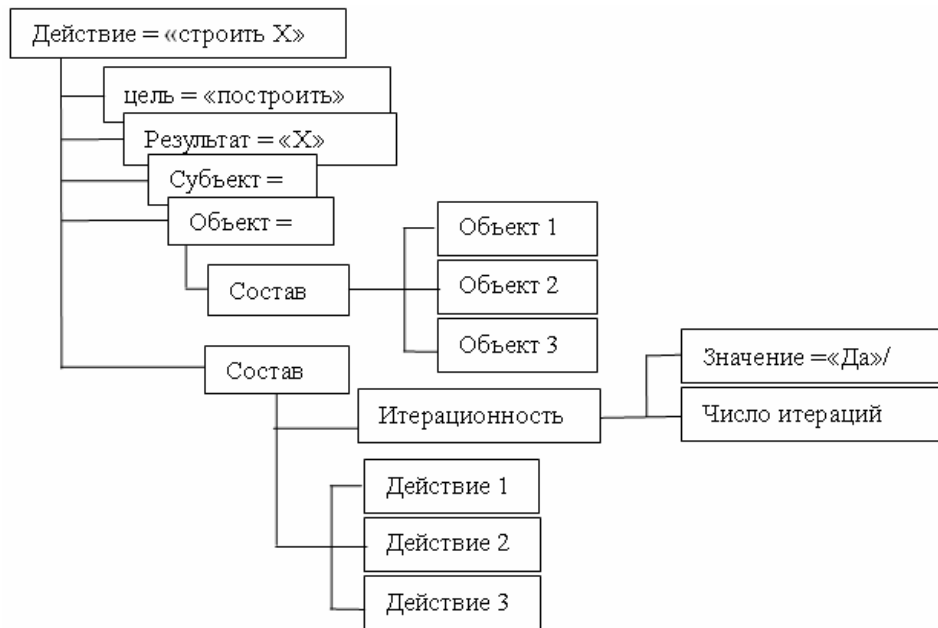 Действие = «строить X»
цель = «построить»
Результат = «X»
Субъект =
Объект =
Состав
Объект 1
Объект 2
Объект 3
Состав
Итерационность
Значение =«Да»/
Число итераций
Действие 1
Действие 2
Действие 3